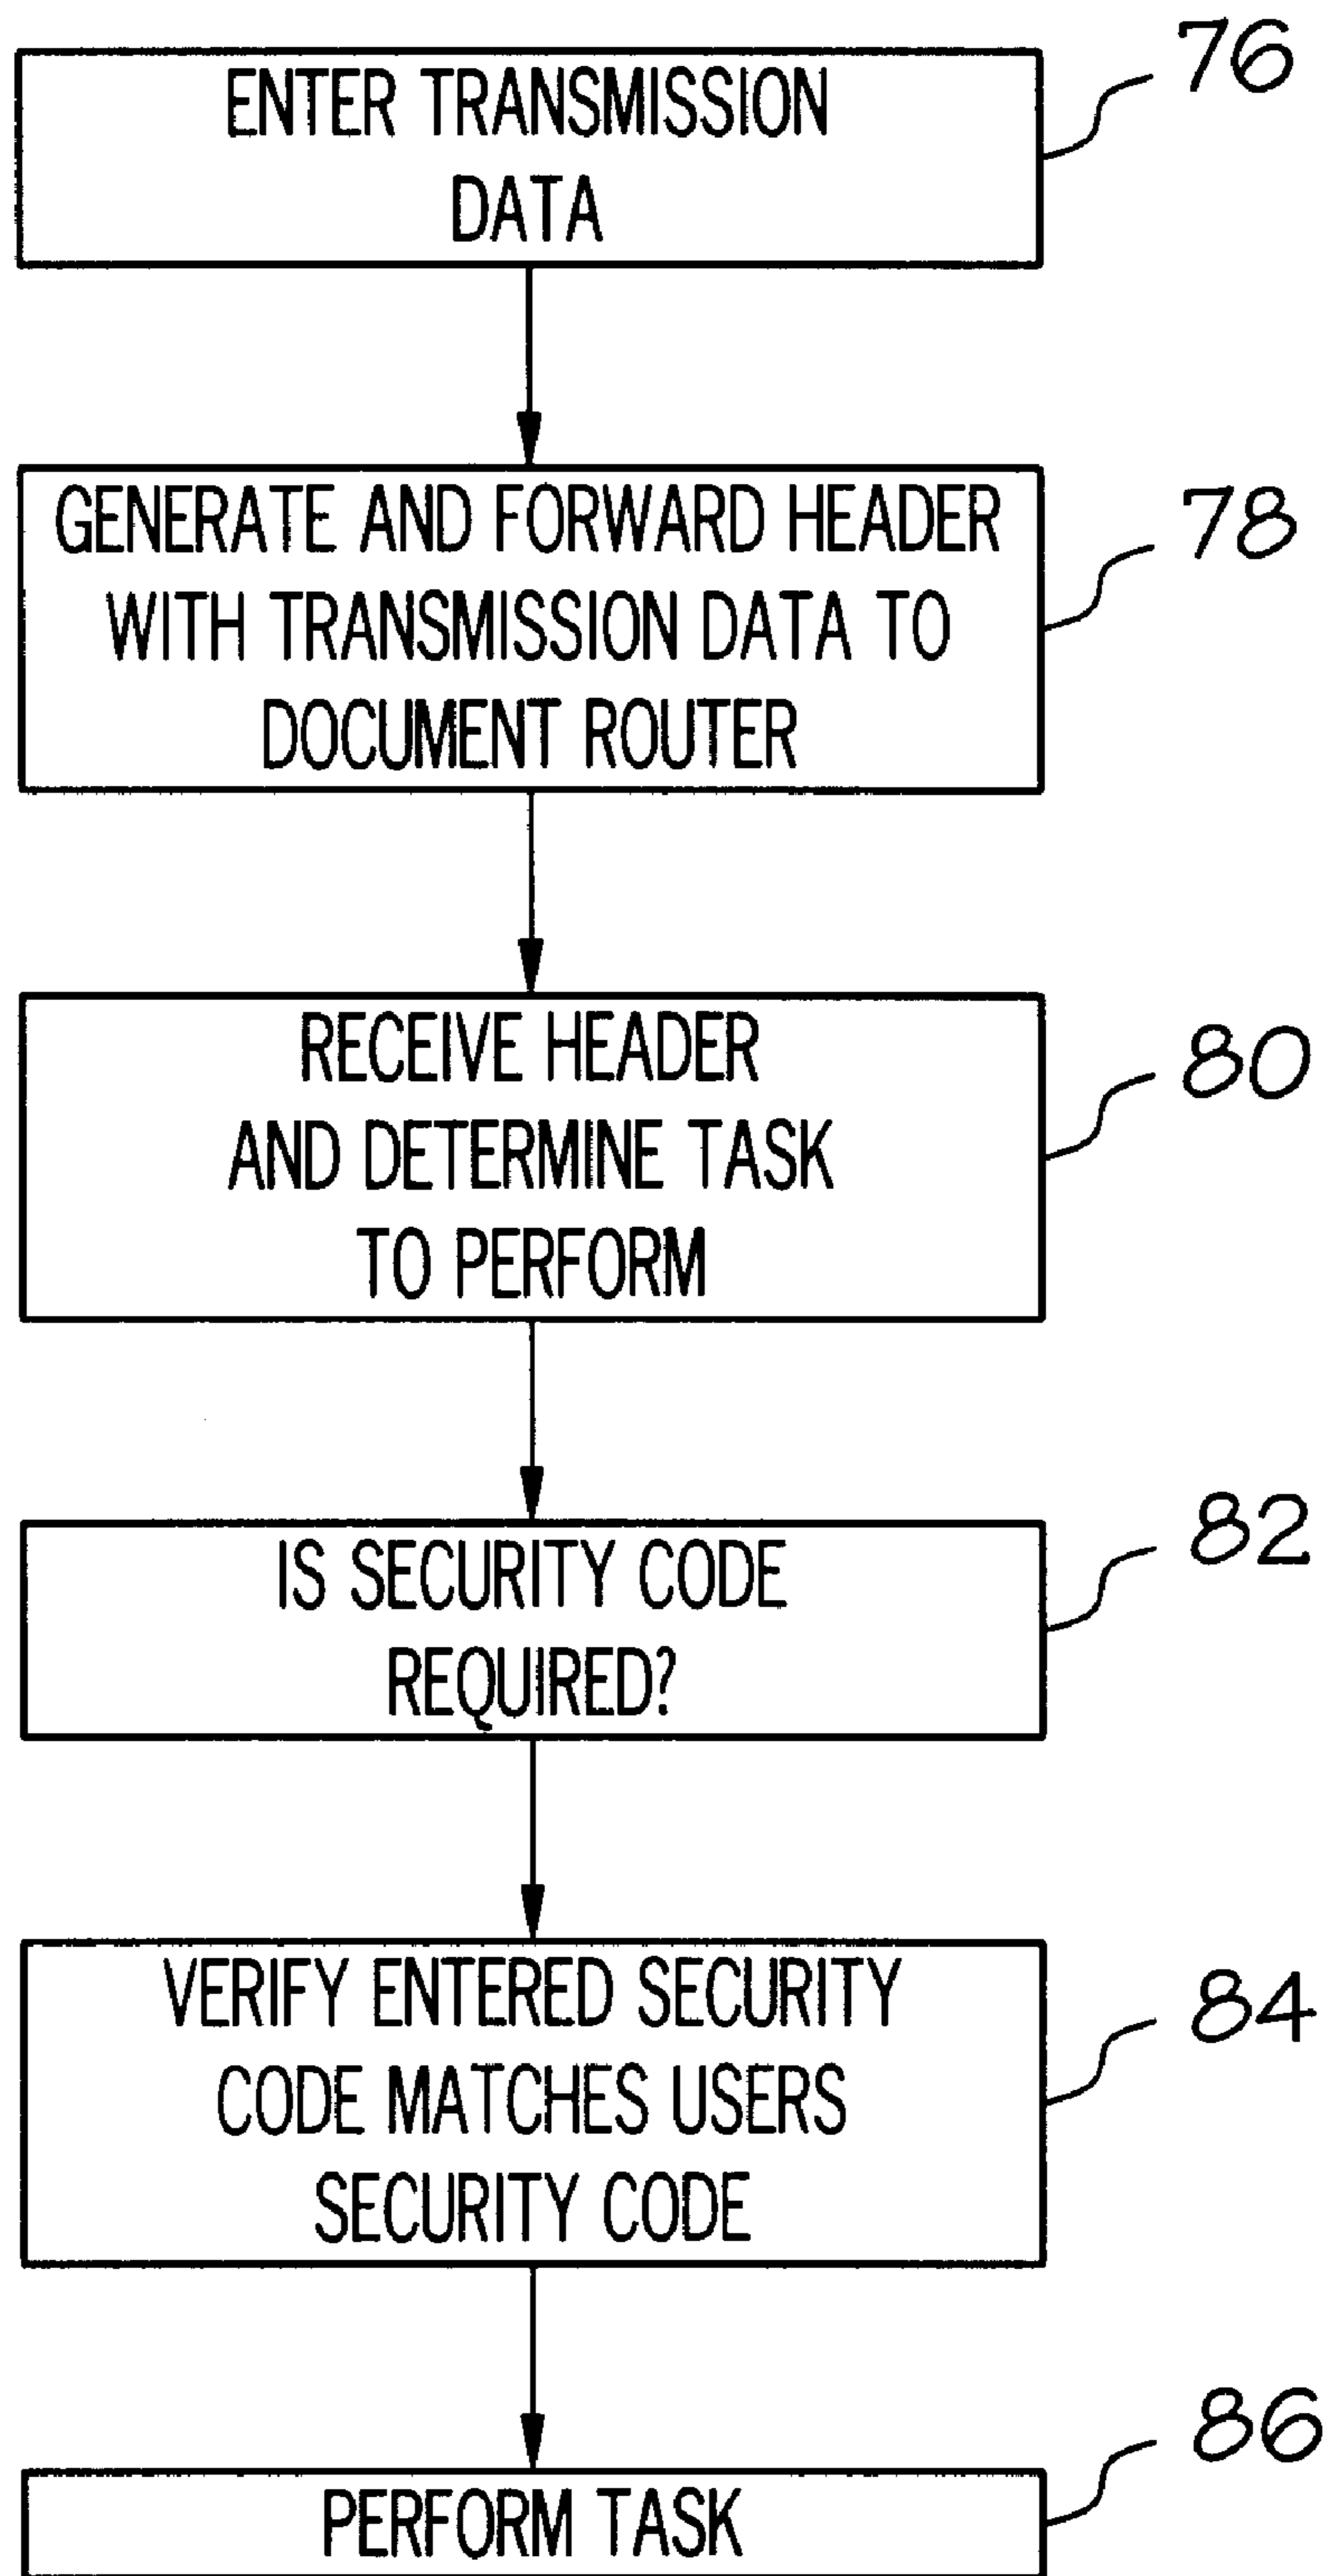 76
ENTER TRANSMISSION
DATA
78
GENERATE AND FORWARD HEADER
WITH TRANSMISSION DATA TO
DOCUMENT ROUTER
80
RECEIVE HEADER
AND DETERMINE TASK
TO PERFORM
82
IS SECURITY CODE
REQUIRED?
84
VERIFY ENTERED SECURITY
CODE MATCHES USERS
SECURITY CODE
86
PERFORM TASK